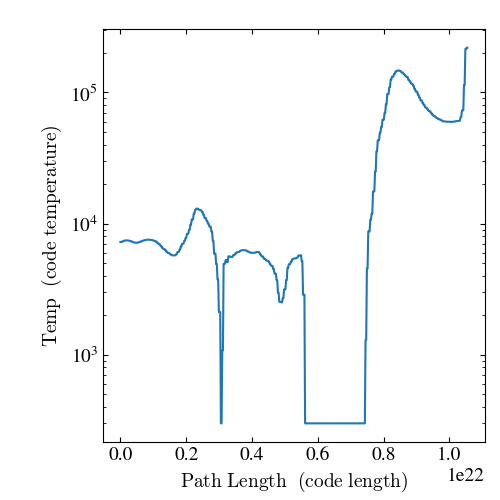 10^5
10^4
10^3
Temp (code temperature)
0.0 0.2 0.4 0.6 0.8 1.0
1e22
Path Length (code length)